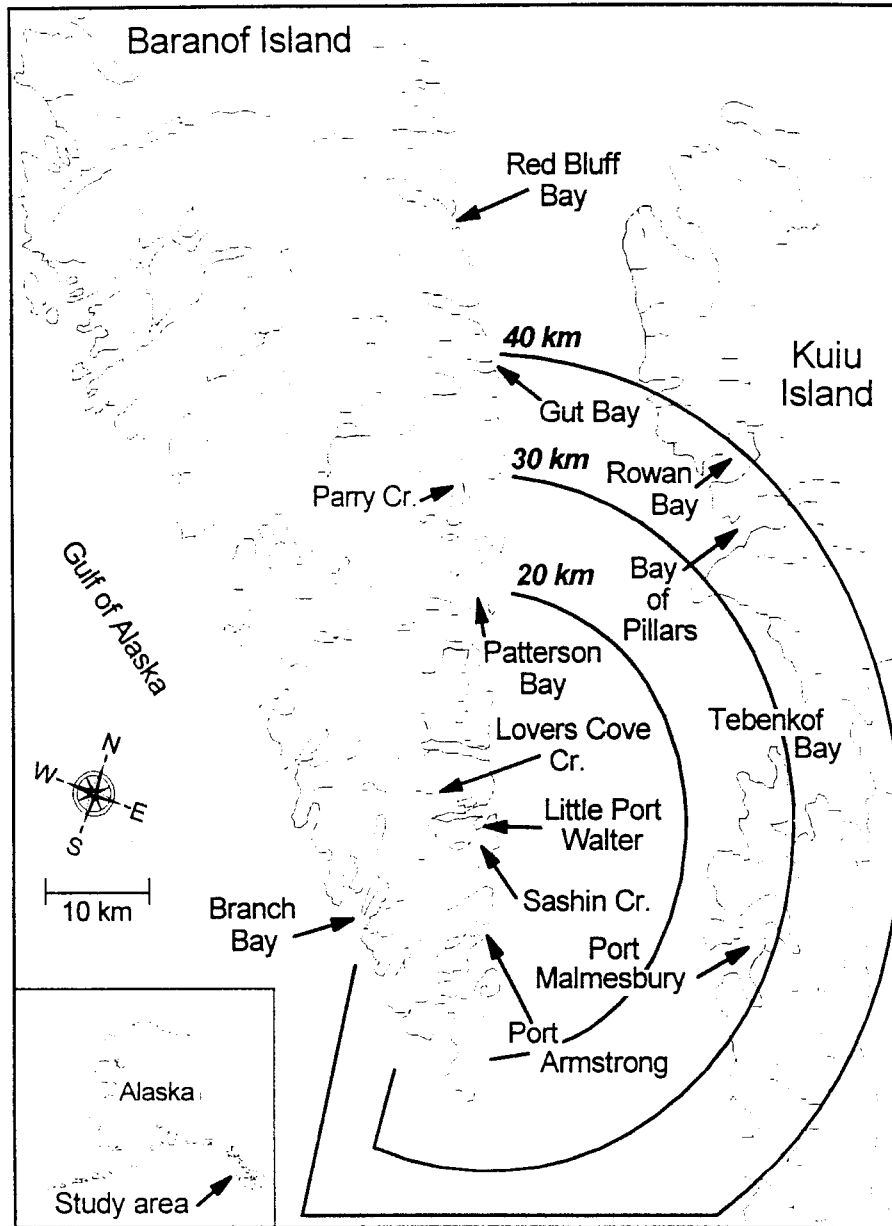 Baranof Island
Red Bluff
Bay
40 km
Kuiu
Island
Gut Bay
30 km
Rowan
Bay
Parry Cr.
Gulf of Alaska
20 km
Bay
of
Pillars
Patterson
Bay
Tebenkof
Bay
Lovers Cove
Cr.
N
W
E
S
Little Port
Walter
10 km
Sashin Cr.
Branch
Bay
Port
Malmesbury
Port
Armstrong
Alaska
Study area